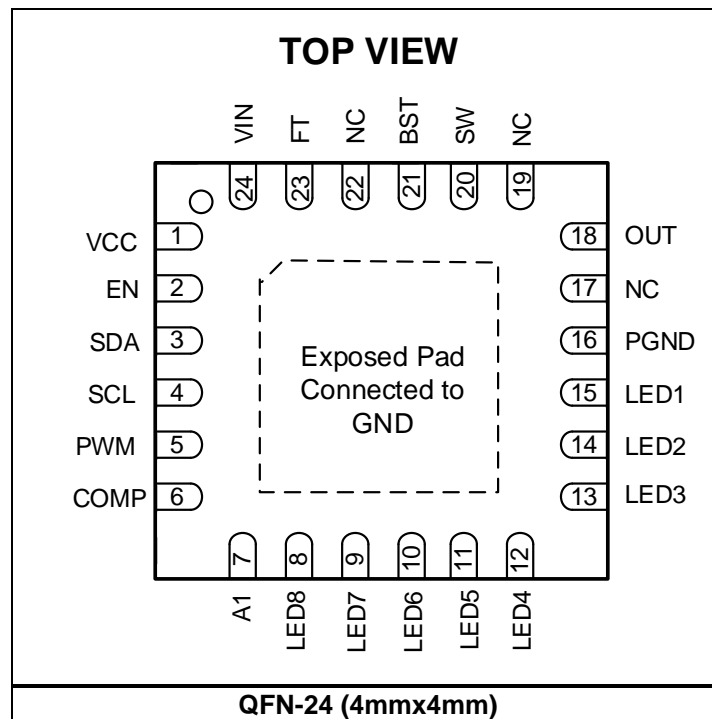 TOP VIEW
VIN
FT
NC
BST
SW
NC
24
23
22
21
20
19
VCC 1
EN 2
SDA 3
SCL 4
PWM 5
COMP 6
18 OUT
17 NC
16 PGND
15 LED1
14 LED2
13 LED3
Exposed Pad
Connected to
GND
7
8
9
10
11
12
A1
LED8
LED7
LED6
LED5
LED4
QFN-24 (4mmx4mm)